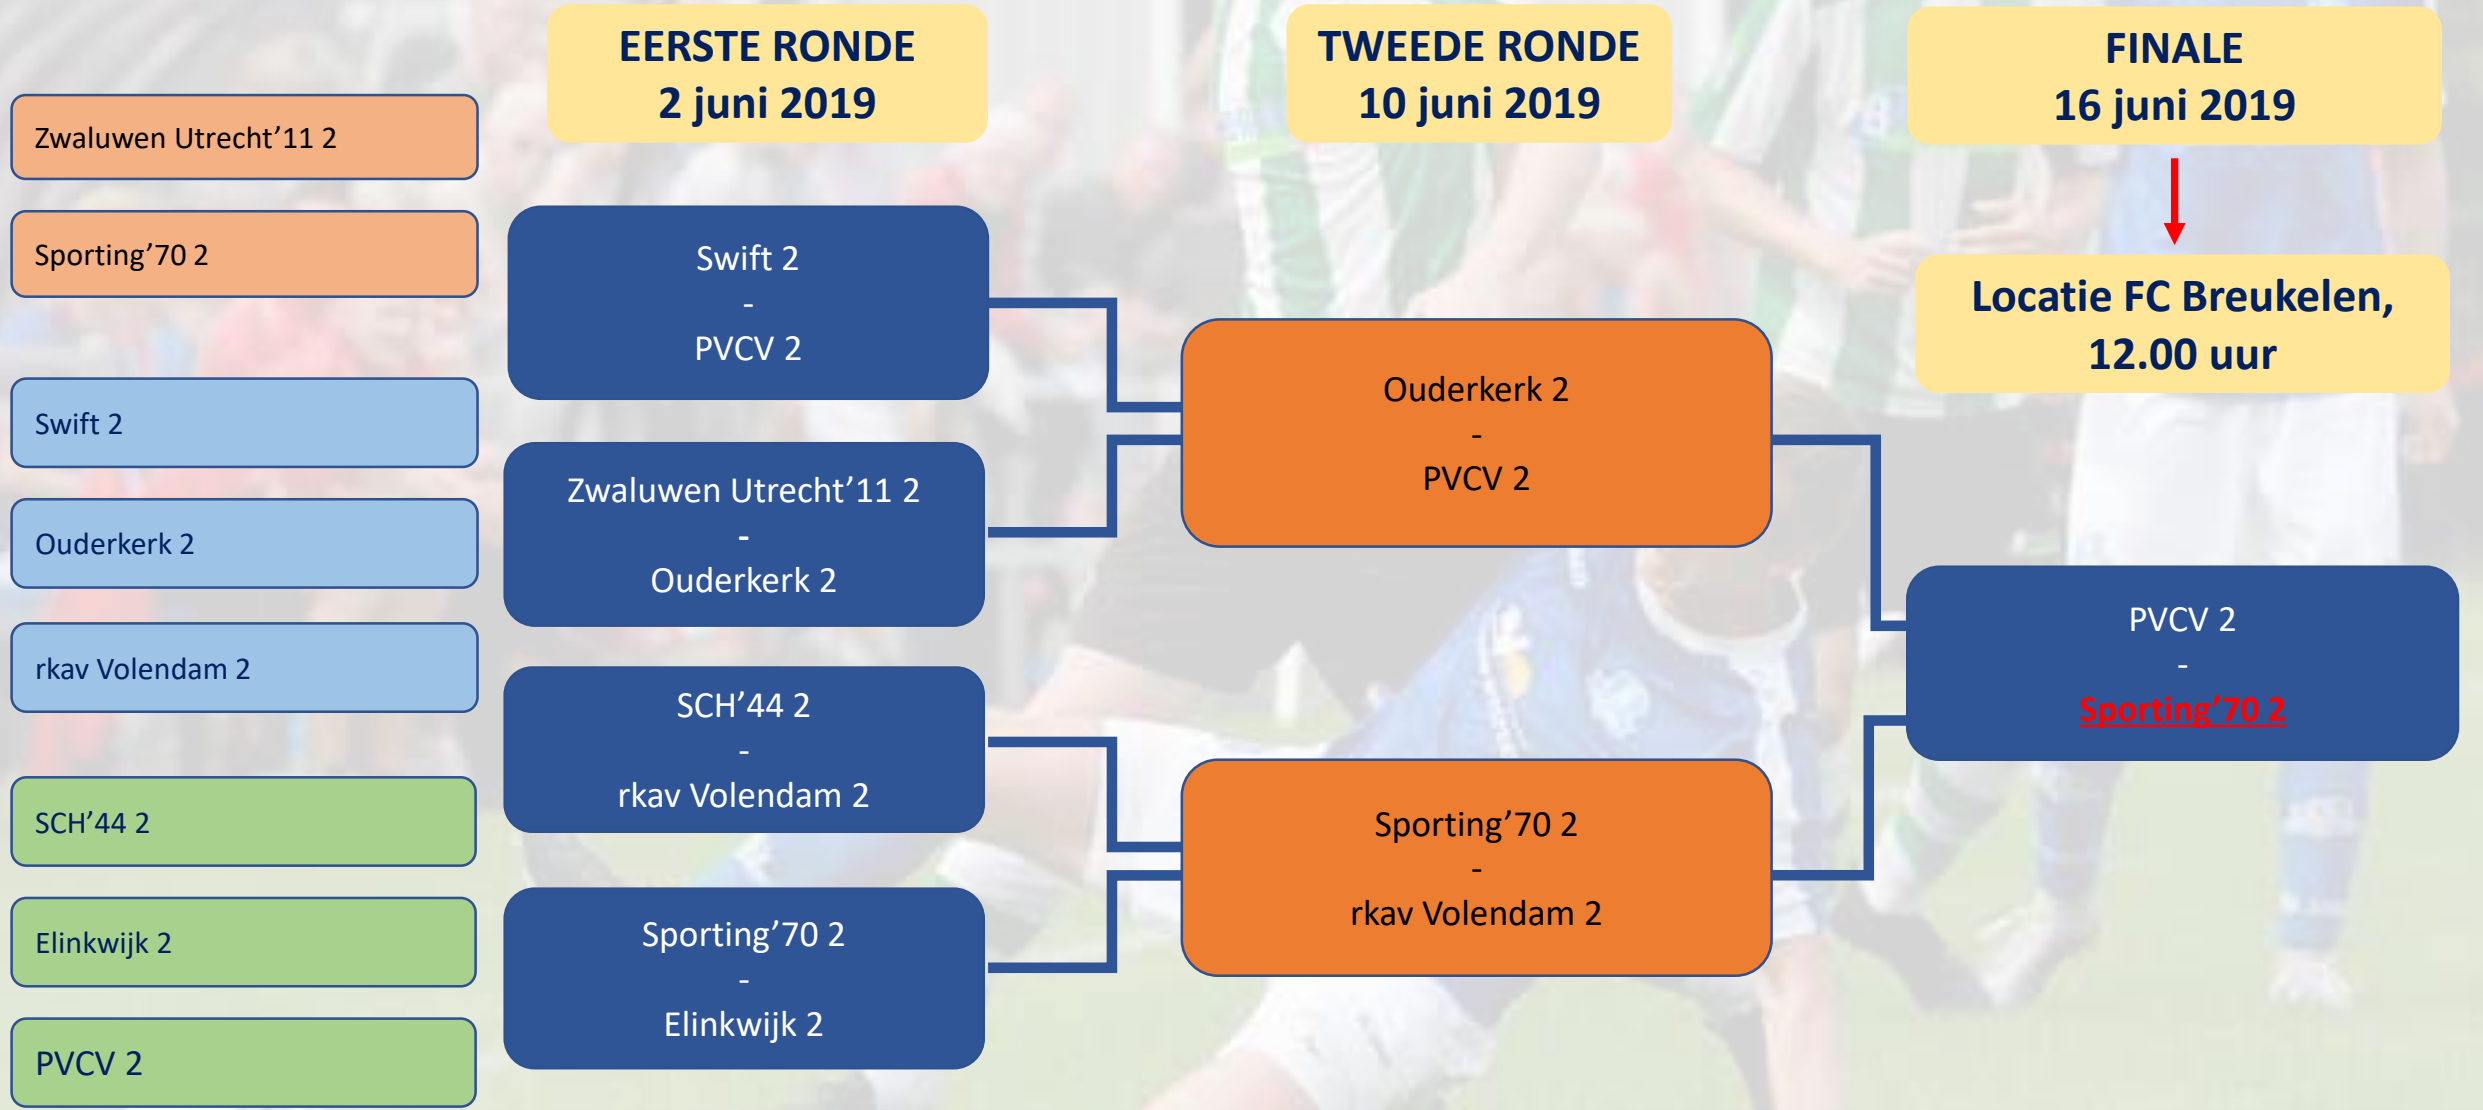 EERSTE RONDE
2 juni 2019
TWEEDE RONDE
10 juni 2019
FINALE
16 juni 2019
Locatie FC Breukelen,
12.00 uur
Zwaluwen Utrecht’11 2
Sporting’70 2
Swift 2
Ouderkerk 2
rkav Volendam 2
SCH’44 2
Elinkwijk 2
PVCV 2
Swift 2
-
PVCV 2
Zwaluwen Utrecht’11 2
-
Ouderkerk 2
SCH’44 2
-
rkav Volendam 2
Sporting’70 2
-
Elinkwijk 2
Ouderkerk 2
-
PVCV 2
Sporting’70 2
-
rkav Volendam 2
PVCV 2
-
Sporting’70 2